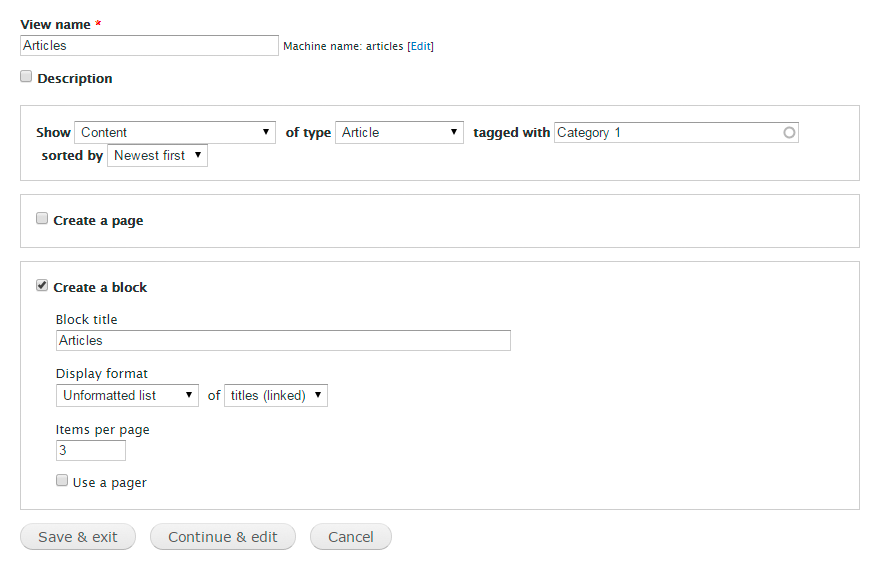 View name *
Articles Machine name: articles [Edit]
Description
Show Content of type Article tagged with Category 1
sorted by Newest first
Create a page
Create a block
Block title
Articles
Display format
Unformatted list of titles (linked)
Items per page
3
Use a pager
Save & exit Continue & edit Cancel